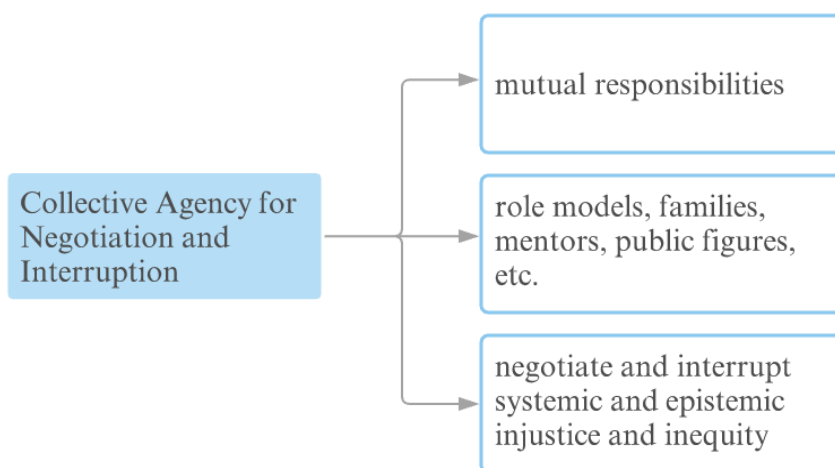 Collective Agency for
Negotiation and
Interruption
mutual responsibilities
role models, families,
mentors, public figures,
etc.
negotiate and interrupt
systemic and epistemic
injustice and inequity